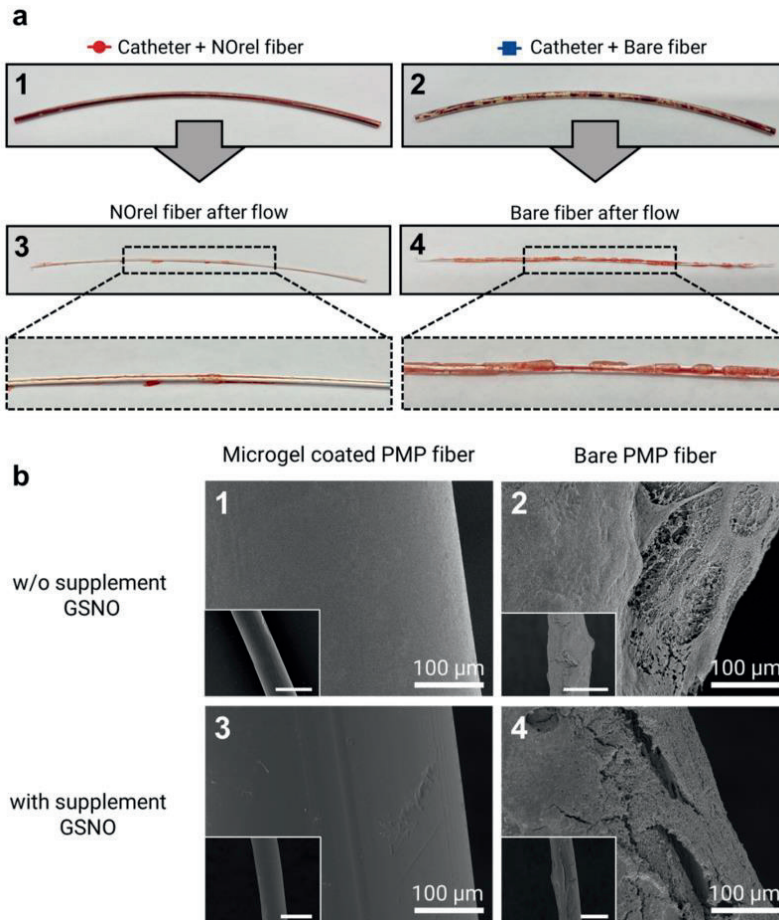 a
Catheter + NOrel fiber
Catheter + Bare fiber
1
2
NOrel fiber after flow
Bare fiber after flow
3
4
b
Microgel coated PMP fiber
Bare PMP fiber
1
2
w/o supplement
GSNO
100 µm
100 µm
3
4
with supplement
GSNO
100 µm
100 µm